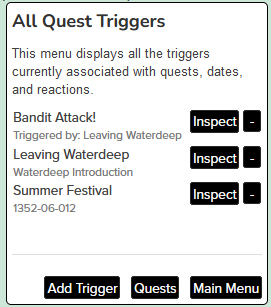 All Quest Triggers
This menu displays all the triggers
currently associated with quests, dates,
and reactions.
Bandit Attack!
Triggered by: Leaving Waterdeep
Inspect -
Leaving Waterdeep
Waterdeep Introduction
Inspect -
Summer Festival
1352-06-012
Inspect -
Add Trigger Quests Main Menu